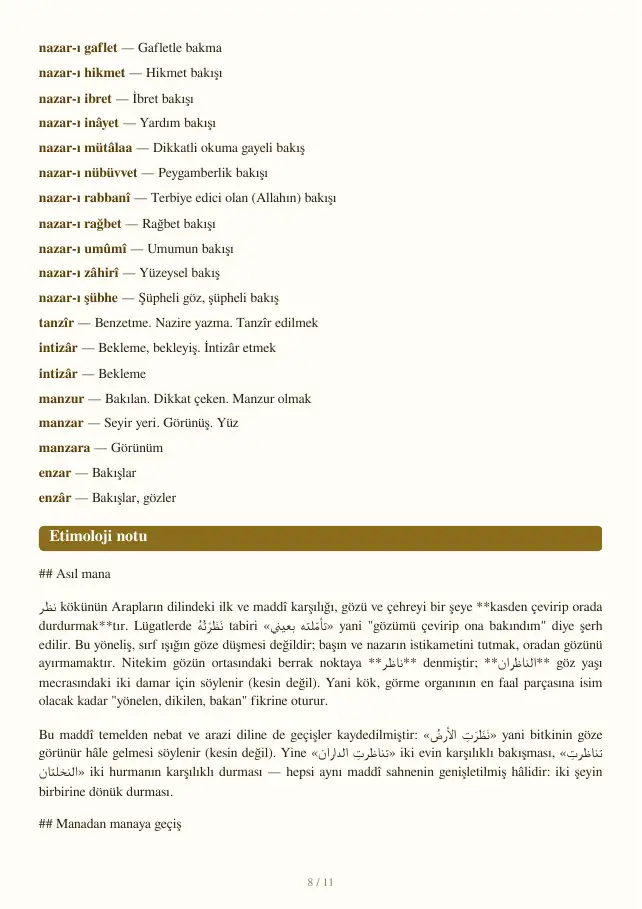 nazar-ı gaflet — Gafletle bakma
nazar-ı hikmet — Hikmet bakışı
nazar-ı ibret — İbret bakışı
nazar-ı inâyet — Yardım bakışı
nazar-ı mütâlaa — Dikkatli okuma gayeli bakış
nazar-ı nübüvvet — Peygamberlik bakışı
nazar-ı rabbanî — Terbiye edici olan (Allahın) bakışı
nazar-ı rağbet — Rağbet bakışı
nazar-ı umûmî — Umumun bakışı
nazar-ı zâhirî — Yüzeysel bakış
nazar-ı şübhe — Şüpheli göz, şüpheli bakış
tanzîr — Benzetme. Nazire yazma. Tanzîr edilmek
intizâr — Bekleme, bekleyiş. İntizâr etmek
intizâr — Bekleme
manzur — Bakılan. Dikkat çeken. Manzur olmak
manzar — Seyir yeri. Görünüş. Yüz
manzara — Görünüm
enzar — Bakışlar
enzâr — Bakışlar, gözler
Etimoloji notu
## Asıl mana
نظر kökünün Arapların dilindeki ilk ve maddî karşılığı, gözü ve çehreyi bir şeye **kasden çevirip orada
durdurmak**tır. Lügatlerde نَظَرْتُهُ tabiri «تأمّلته بعيني» yani "gözümü çevirip ona bakındım" diye şerh
edilir. Bu yöneliş, sırf ışığın göze düşmesi değildir; başın ve nazarın istikametini tutmak, oradan gözünü
ayırmamaktır. Nitekim gözün ortasındaki berrak noktaya **ناظر** denmiştir; **الناظران** göz yaşı
mecrasındaki iki damar için söylenir (kesin değil). Yani kök, görme organının en faal parçasına isim
olacak kadar "yönelen, dikilen, bakan" fikrine oturur.
Bu maddî temelden nebat ve arazi diline de geçişler kaydedilmiştir: «نَظَرَتِ الأرضُ» yani bitkinin göze
görünür hâle gelmesi söylenir (kesin değil). Yine «تناظرتِ الداران» iki evin karşılıklı bakışması, «تناظرتِ
النخلتان» iki hurmanın karşılıklı durması — hepsi aynı maddî sahnenin genişletilmiş hâlidir: iki şeyin
birbirine dönük durması.
## Manadan manaya geçiş
8 / 11